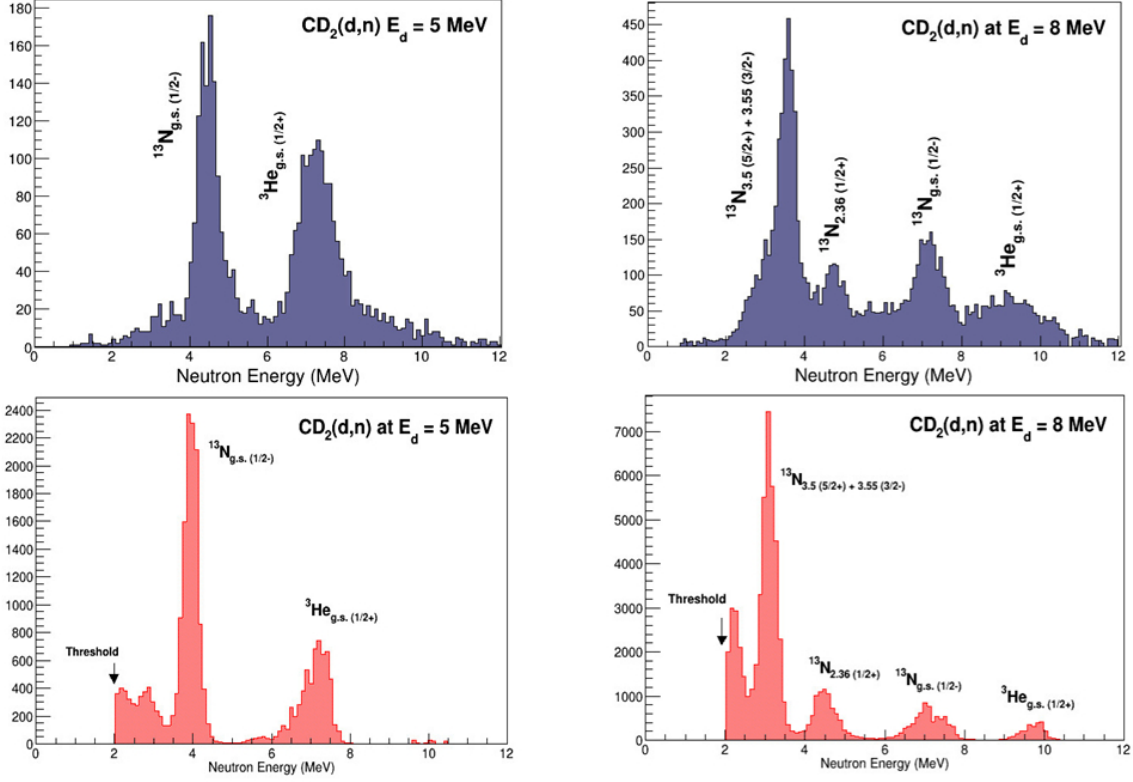 CD2(d,n) Ed = 5 MeV
180
160
140
120
100
80
60
40
20
0
13Ng.s. (1/2-)
3Heg.s. (1/2+)
0 2 4 6 8 10 12
Neutron Energy (MeV)
CD2(d,n) at Ed = 8 MeV
450
400
350
300
250
200
150
100
50
0
13N3.5 (5/2+) + 3.55 (3/2-)
13N2.36 (1/2+)
13Ng.s. (1/2-)
3Heg.s. (1/2+)
0 2 4 6 8 10 12
Neutron Energy (MeV)
CD2(d,n) at Ed = 5 MeV
2400
2200
2000
1800
1600
1400
1200
1000
800
600
400
200
0
13Ng.s. (1/2-)
3Heg.s. (1/2+)
Threshold
0 2 4 6 8 10 12
Neutron Energy (MeV)
CD2(d,n) at Ed = 8 MeV
7000
6000
5000
4000
3000
2000
1000
0
13N3.5 (5/2+) + 3.55 (3/2-)
Threshold
13N2.36 (1/2+)
13Ng.s. (1/2-)
3Heg.s. (1/2+)
0 2 4 6 8 10 12
Neutron Energy (MeV)